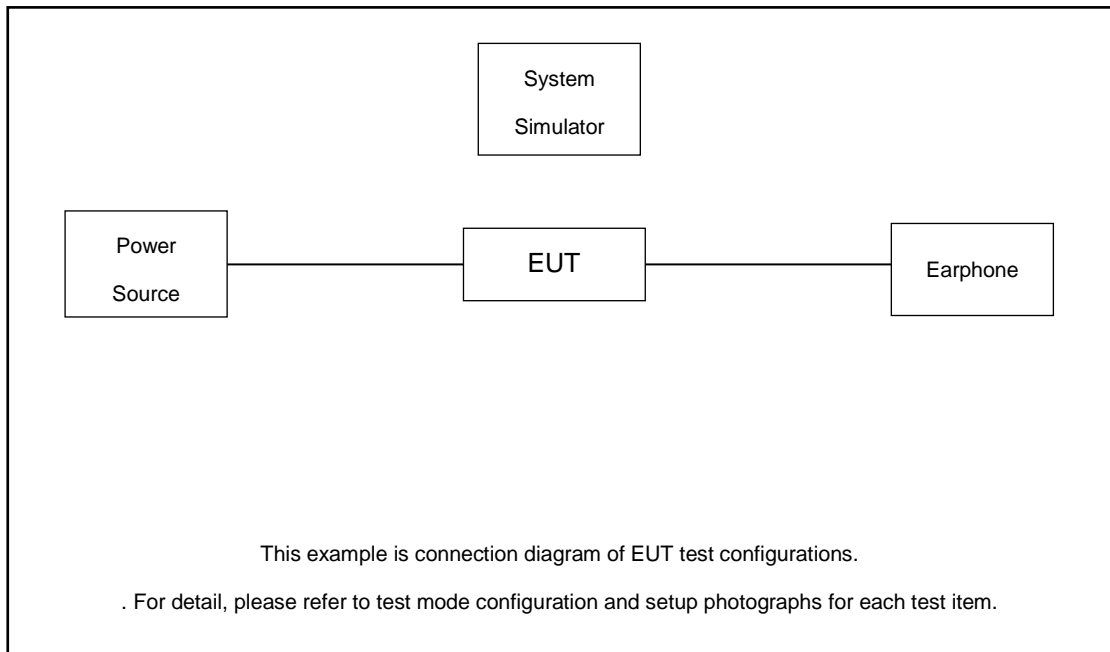 System
Simulator
Power
Source
EUT
Earphone
This example is connection diagram of EUT test configurations.
. For detail, please refer to test mode configuration and setup photographs for each test item.